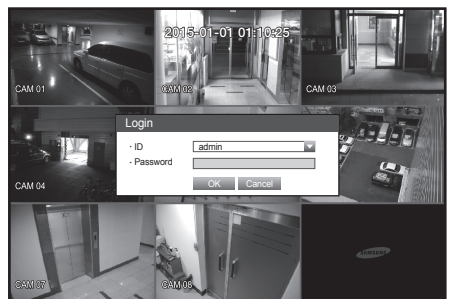 2015-01-01 01:10:25
CAM 01
CAM 02
CAM 03
Login
· ID
admin
· Password
OK
Cancel
CAM 04
CAM 07
CAM 08
SAMSUNG